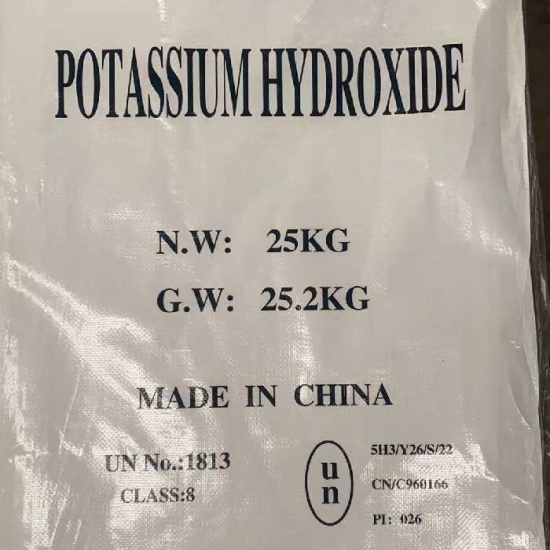 POTASSIUM HYDROXIDE
N.W: 25KG
G.W: 25.2KG
MADE IN CHINA
UN No.:1813
CLASS:8
un
5H3/Y26/S/22
CN/C960166
PI: 026